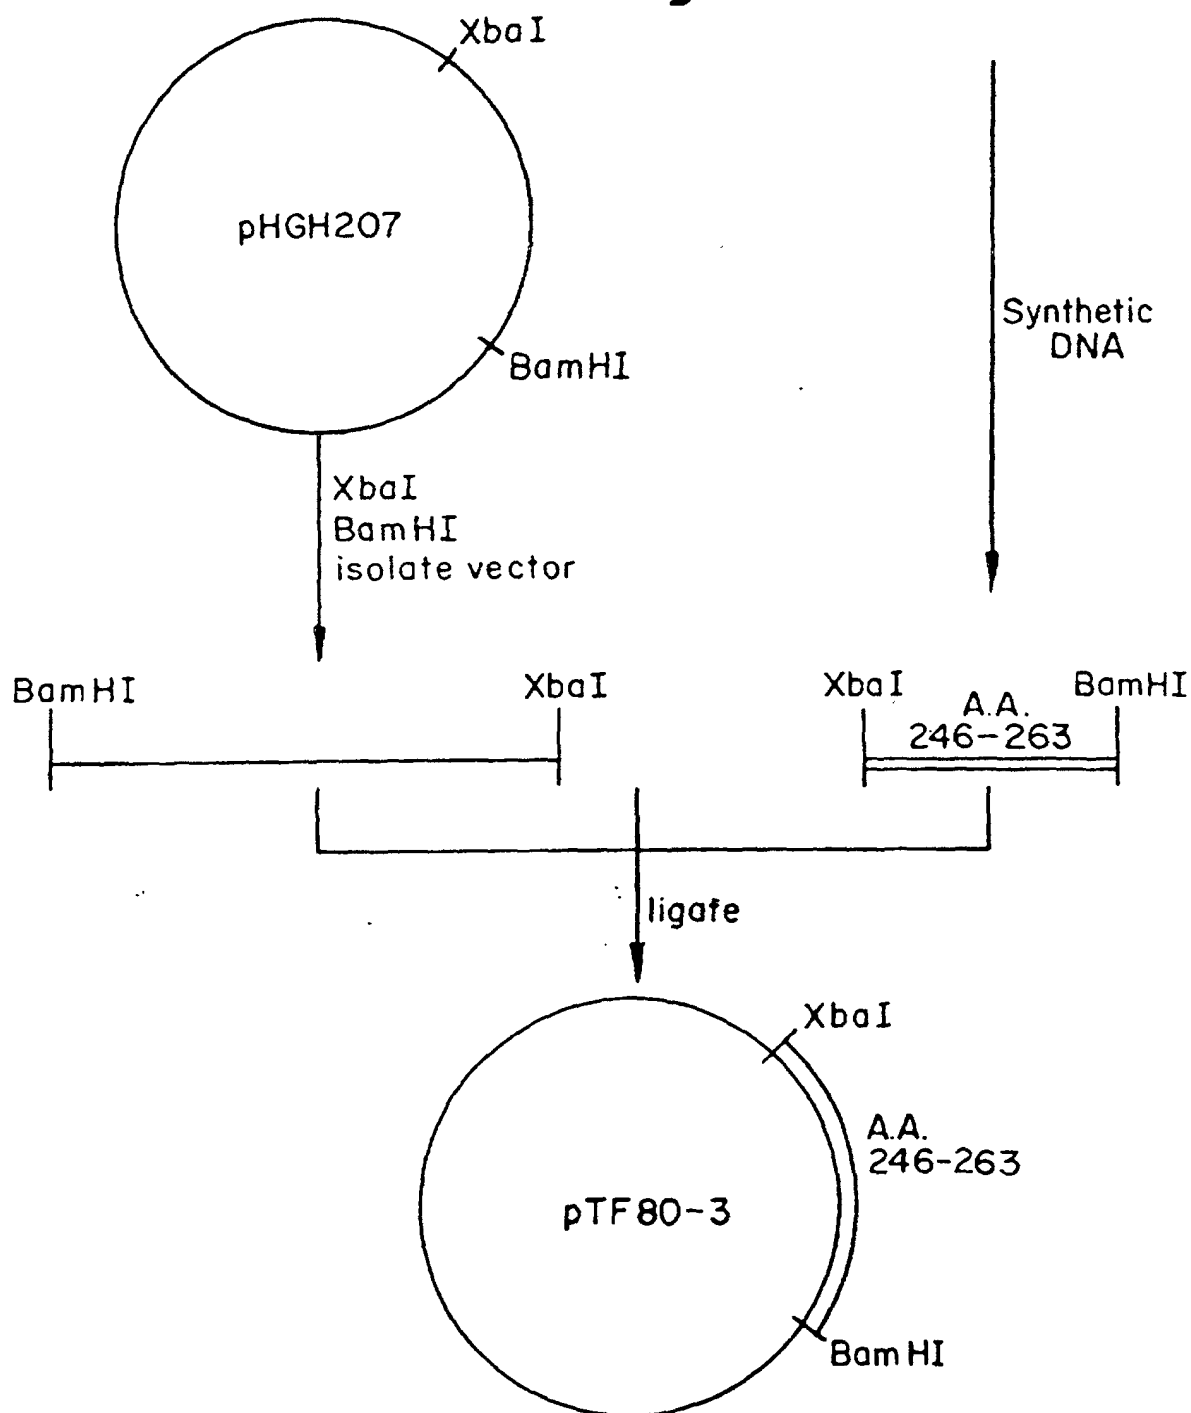 XbaI
pHGH207
BamHI
Synthetic
DNA
XbaI
BamHI
isolate vector
BamHI
XbaI
XbaI
A.A.
246-263
BamHI
ligate
XbaI
A.A.
246-263
pTF80-3
BamHI